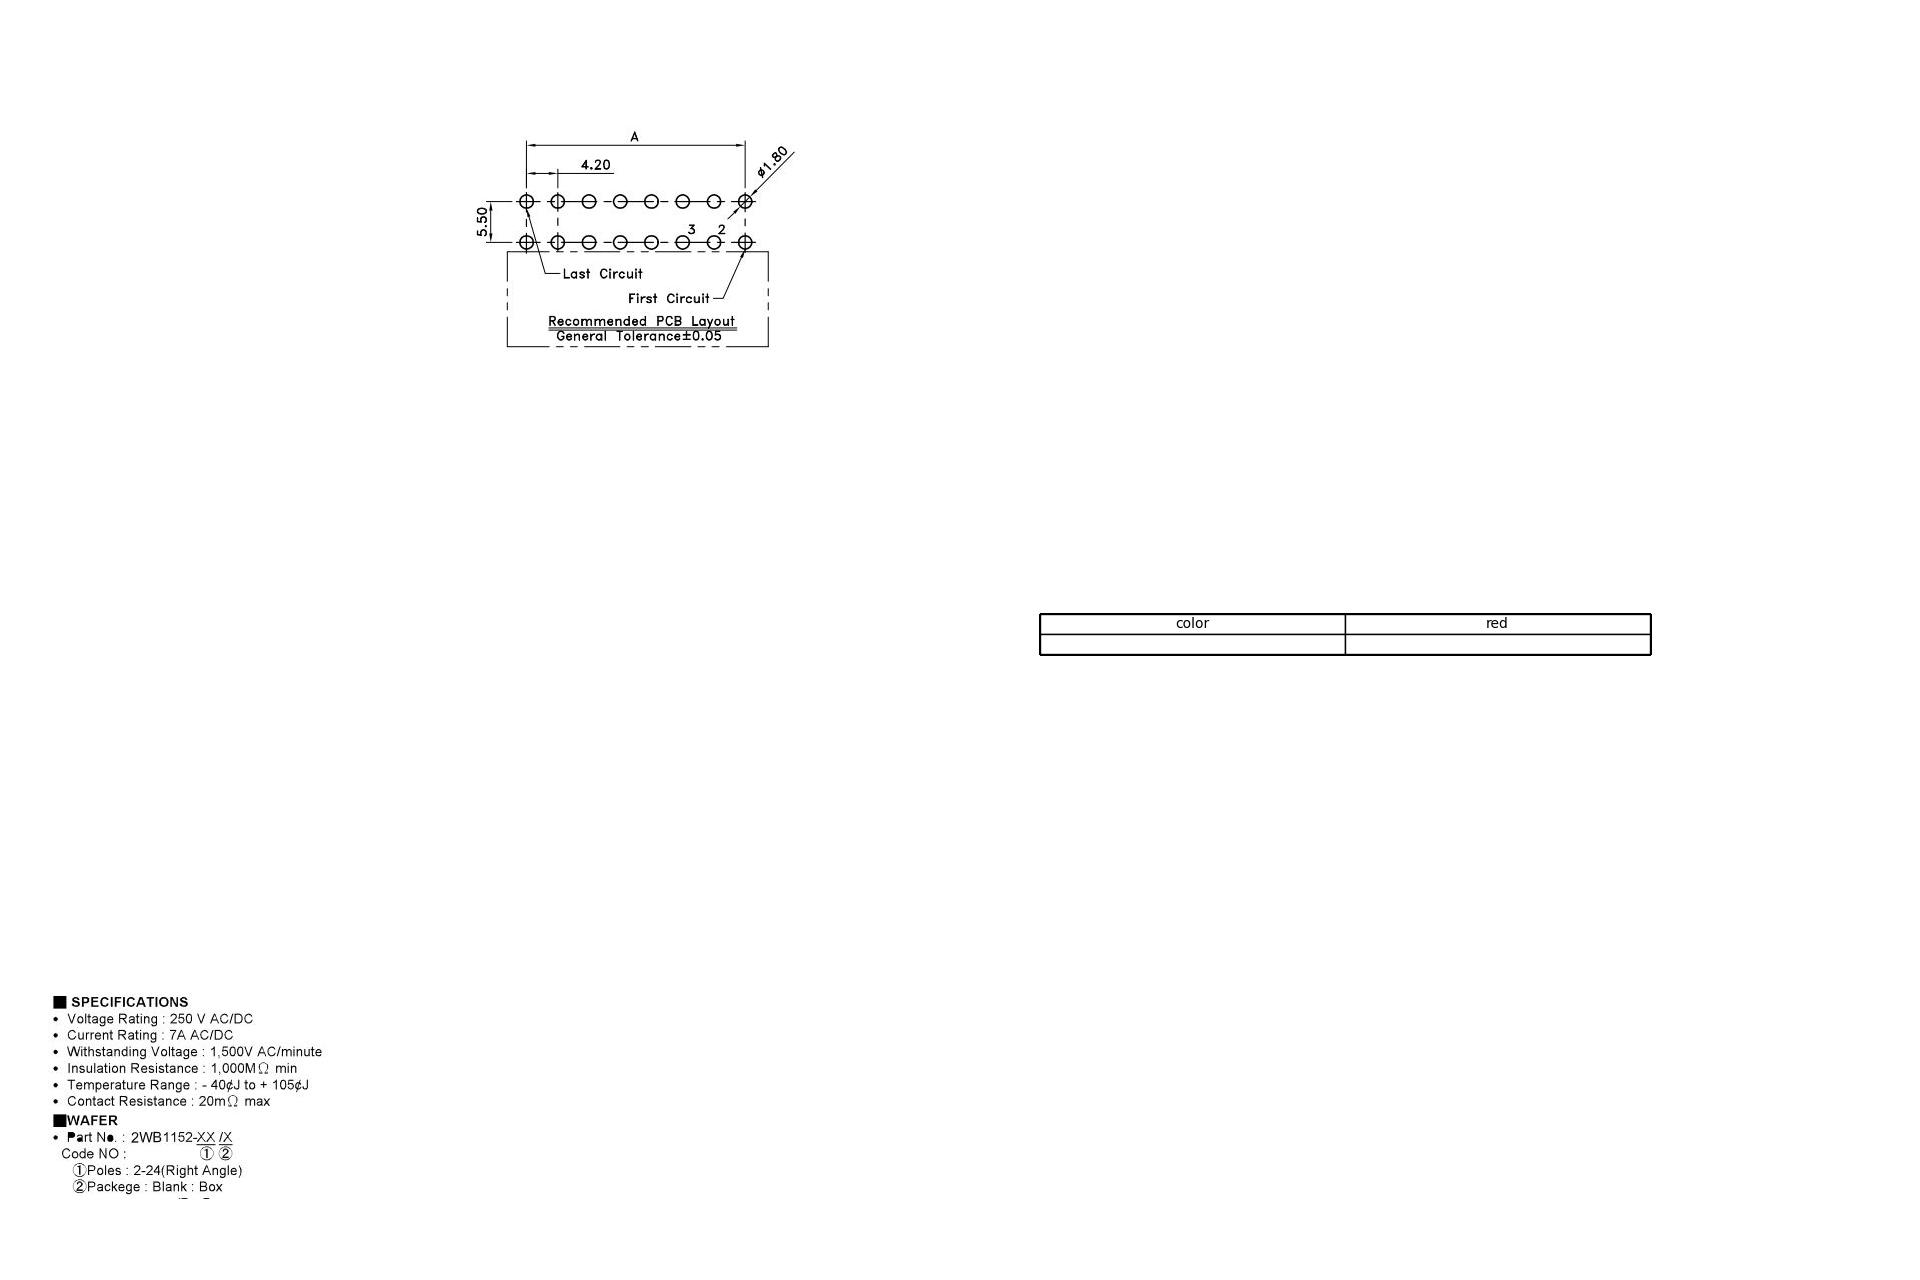 A
4.20
ø1.80
5.50
3 2
Last Circuit
First Circuit
Recommended PCB Layout
General Tolerance±0.05
color red
■ SPECIFICATIONS
• Voltage Rating : 250 V AC/DC
• Current Rating : 7A AC/DC
• Withstanding Voltage : 1,500V AC/minute
• Insulation Resistance : 1,000MΩ min
• Temperature Range : - 40¢J to + 105¢J
• Contact Resistance : 20mΩ max
■WAFER
• Part No. : 2WB1152-XX /X
Code NO : ① ②
①Poles : 2-24(Right Angle)
②Packege : Blank : Box